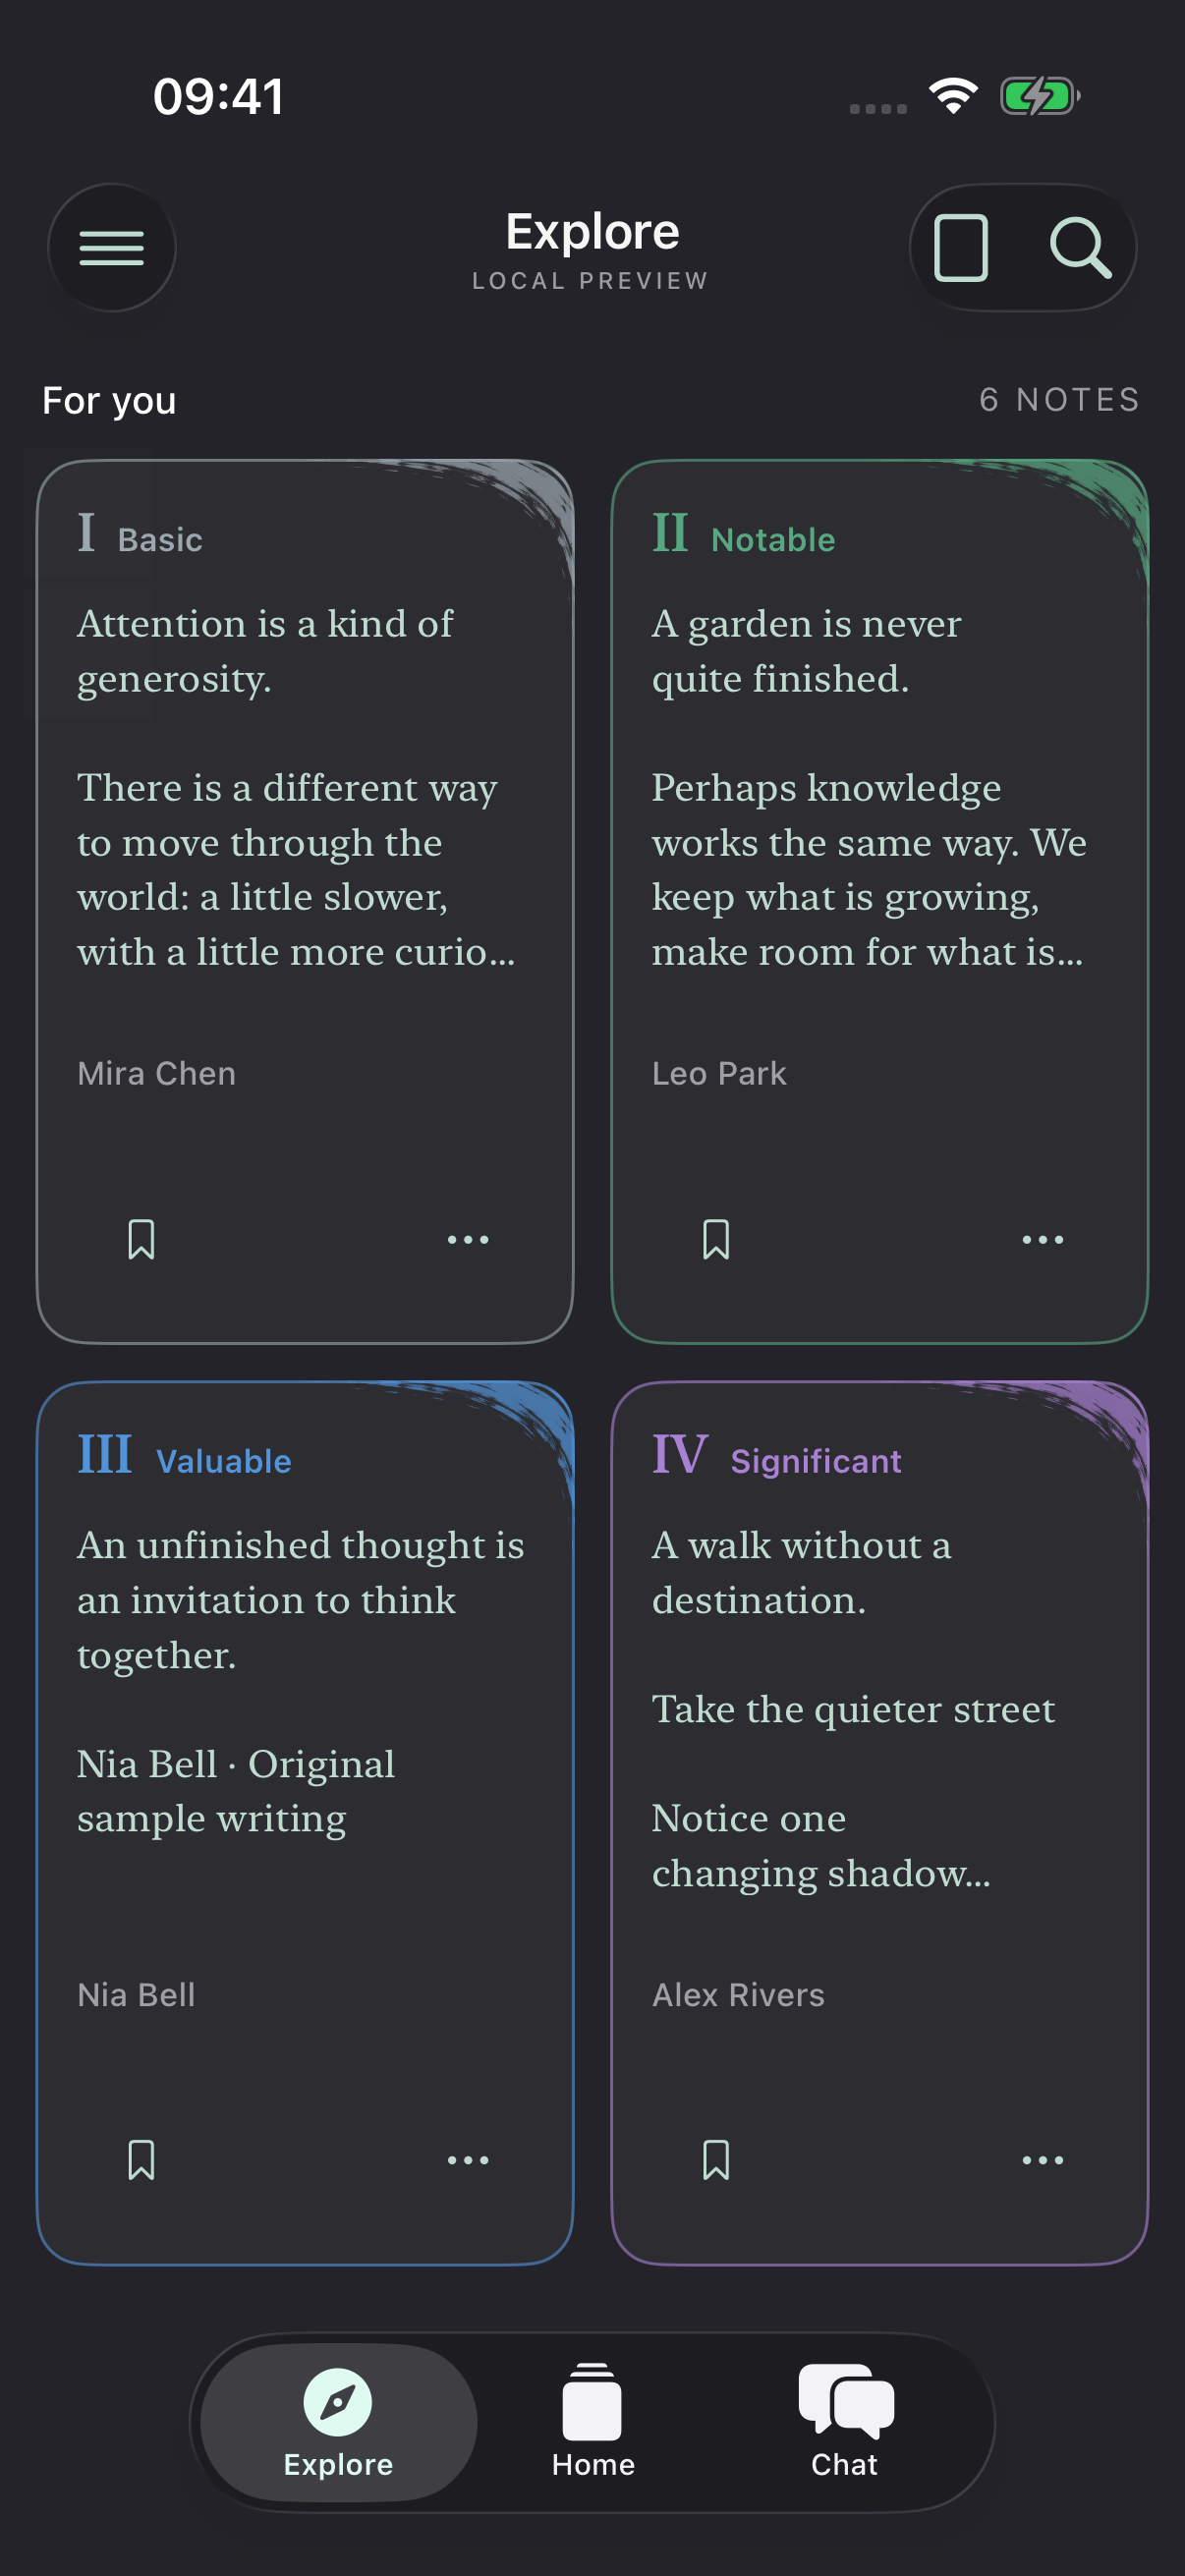 09:41
Explore
LOCAL PREVIEW
For you
6 NOTES
I Basic
Attention is a kind of
generosity.
There is a different way
to move through the
world: a little slower,
with a little more curio...
Mira Chen
II Notable
A garden is never
quite finished.
Perhaps knowledge
works the same way. We
keep what is growing,
make room for what is...
Leo Park
III Valuable
An unfinished thought is
an invitation to think
together.
Nia Bell · Original
sample writing
Nia Bell
IV Significant
A walk without a
destination.
Take the quieter street
Notice one
changing shadow...
Alex Rivers
Explore
Home
Chat